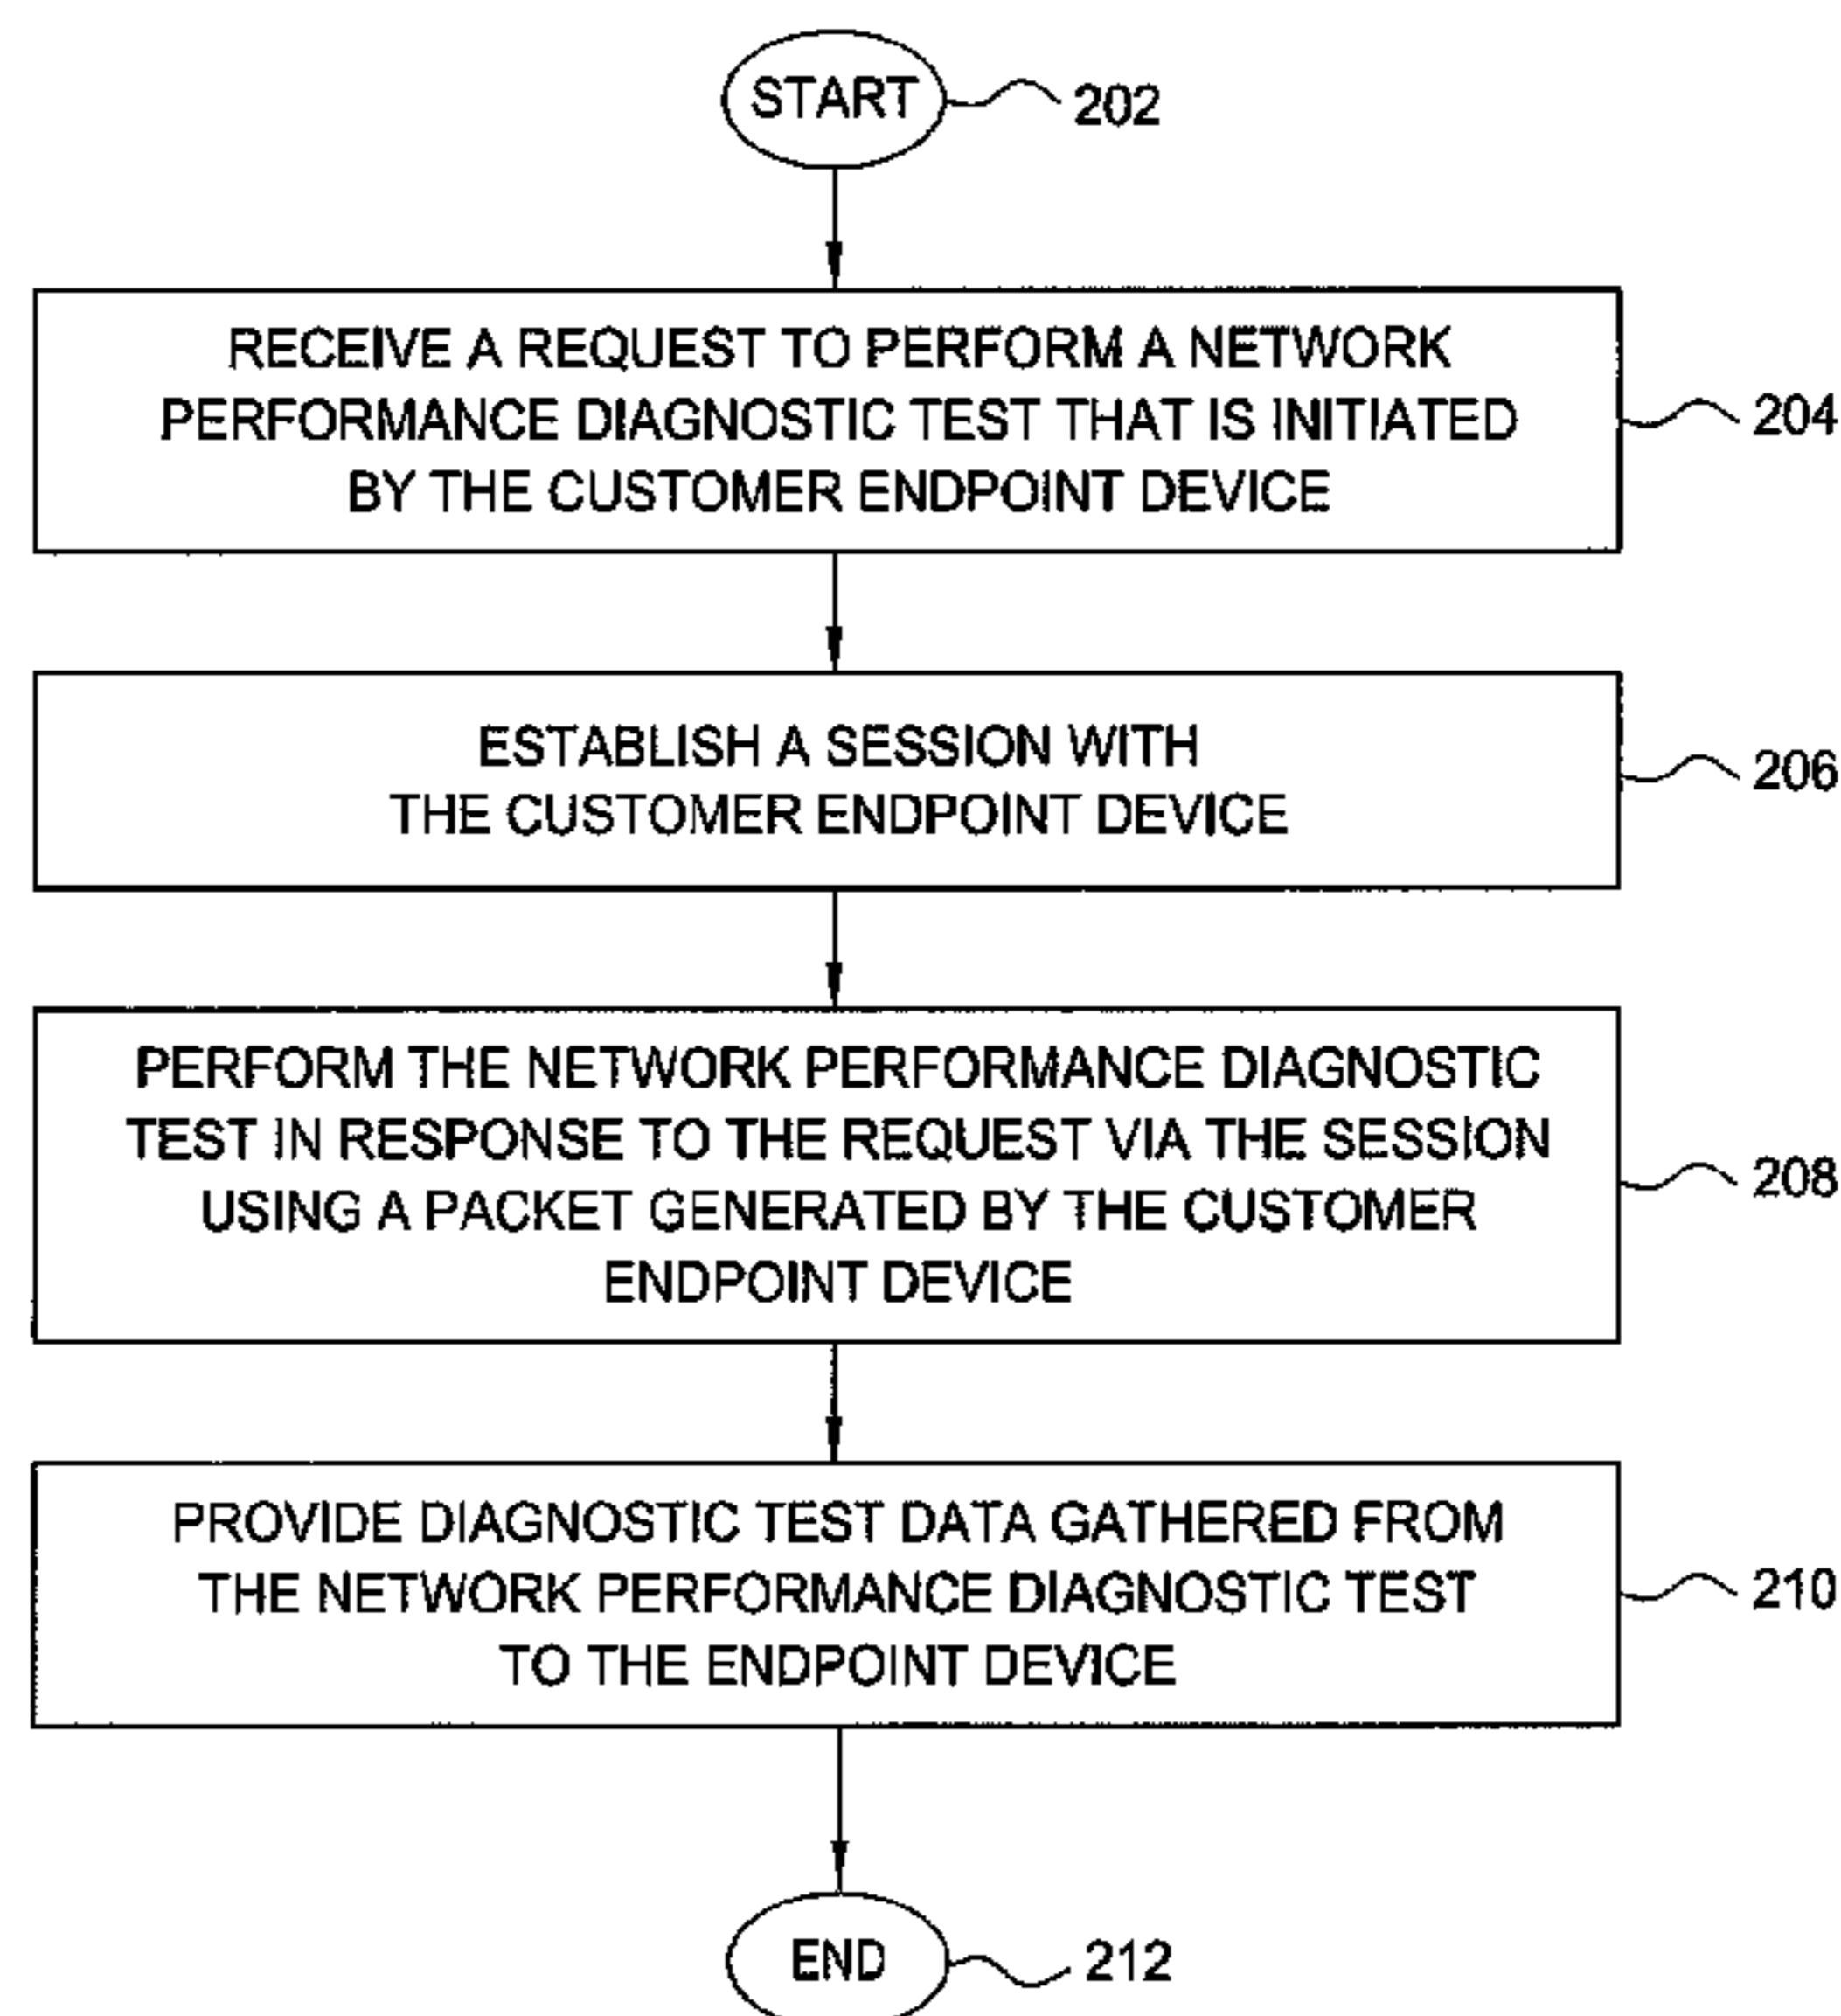 START
202
RECEIVE A REQUEST TO PERFORM A NETWORK
PERFORMANCE DIAGNOSTIC TEST THAT IS INITIATED
BY THE CUSTOMER ENDPOINT DEVICE
204
ESTABLISH A SESSION WITH
THE CUSTOMER ENDPOINT DEVICE
206
PERFORM THE NETWORK PERFORMANCE DIAGNOSTIC
TEST IN RESPONSE TO THE REQUEST VIA THE SESSION
USING A PACKET GENERATED BY THE CUSTOMER
ENDPOINT DEVICE
208
PROVIDE DIAGNOSTIC TEST DATA GATHERED FROM
THE NETWORK PERFORMANCE DIAGNOSTIC TEST
TO THE ENDPOINT DEVICE
210
END
212